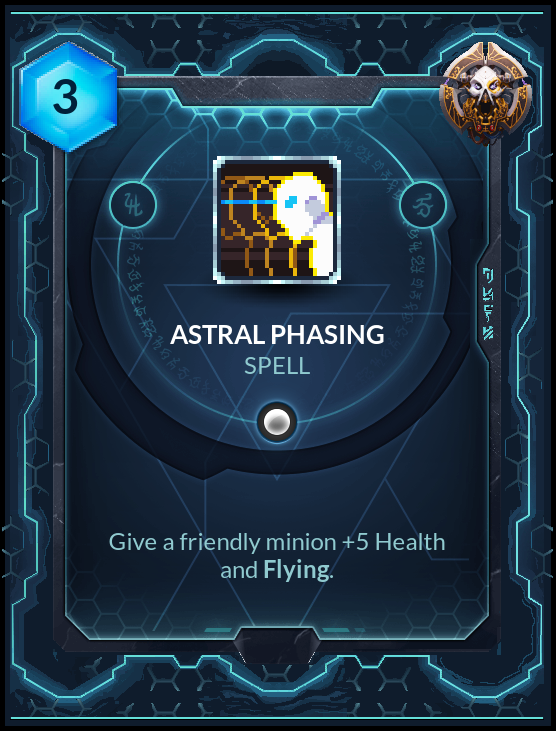 3
ASTRAL PHASING
SPELL
Give a friendly minion +5 Health
and Flying.